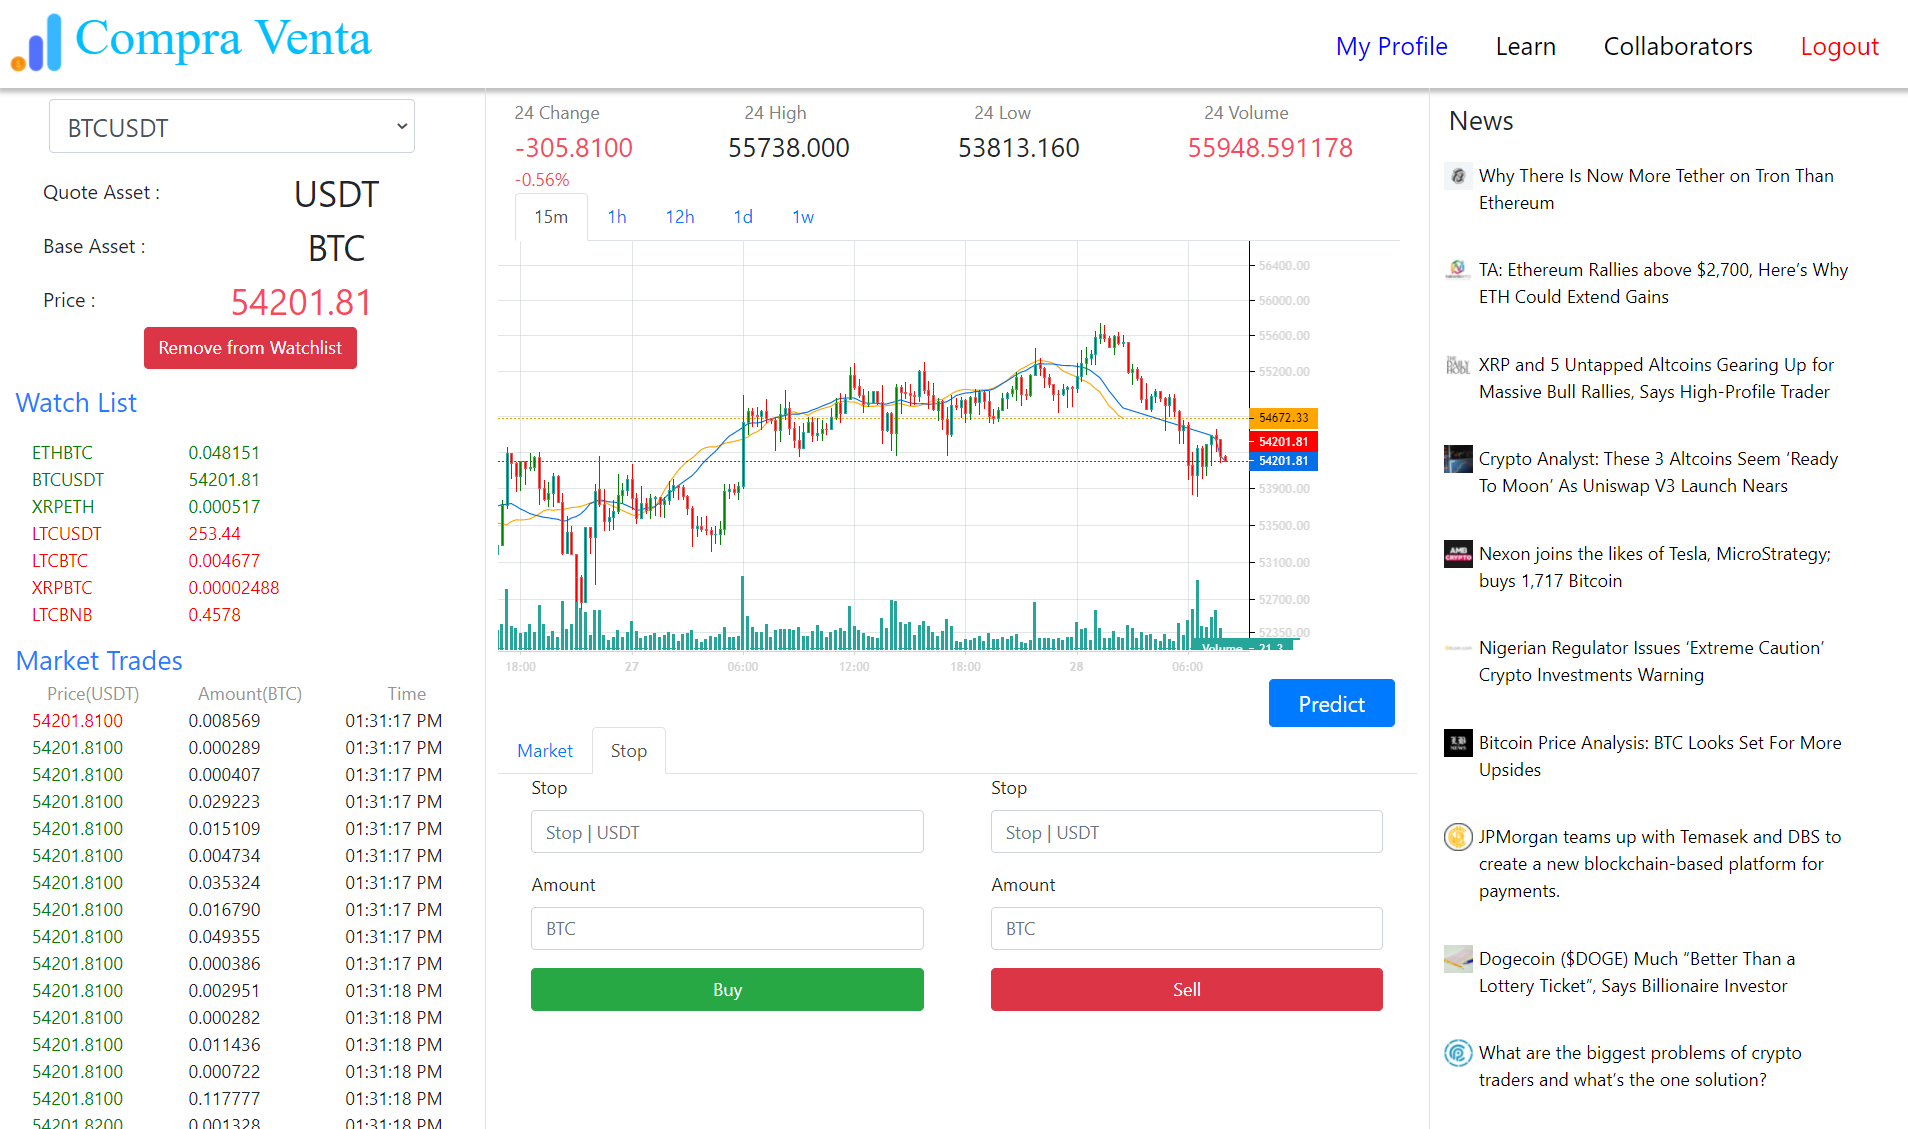 Compra Venta
My Profile
Learn
Collaborators
Logout
BTCUSDT
Quote Asset :
USDT
Base Asset :
BTC
Price :
54201.81
Remove from Watchlist
Watch List
ETHBTC 0.048151
BTCUSDT 54201.81
XRPETH 0.000517
LTCUSDT 253.44
LTCBTC 0.004677
XRPBTC 0.00002488
LTCBNB 0.4578
Market Trades
Price(USDT) Amount(BTC) Time
54201.8100 0.008569 01:31:17 PM
54201.8100 0.000289 01:31:17 PM
54201.8100 0.000407 01:31:17 PM
54201.8100 0.029223 01:31:17 PM
54201.8100 0.015109 01:31:17 PM
54201.8100 0.004734 01:31:17 PM
54201.8100 0.035324 01:31:17 PM
54201.8100 0.016790 01:31:17 PM
54201.8100 0.049355 01:31:17 PM
54201.8100 0.000386 01:31:17 PM
54201.8100 0.002951 01:31:18 PM
54201.8100 0.000282 01:31:18 PM
54201.8100 0.011436 01:31:18 PM
54201.8100 0.000722 01:31:18 PM
54201.8100 0.117777 01:31:18 PM
54201.8200 0.001328 01:31:18 PM
24 Change
-305.8100
-0.56%
24 High
55738.000
24 Low
53813.160
24 Volume
55948.591178
15m 1h 12h 1d 1w
56400.00
56000.00
55600.00
55200.00
54672.33
54201.81
54201.81
53900.00
53500.00
53100.00
52700.00
52350.00
Volume = 21.3
18:00 27 06:00 12:00 18:00 28 06:00
Predict
Market
Stop
Stop
Stop | USDT
Amount
BTC
Buy
Stop
Stop | USDT
Amount
BTC
Sell
News
Why There Is Now More Tether on Tron Than
Ethereum
TA: Ethereum Rallies above $2,700, Here’s Why
ETH Could Extend Gains
THE
DAILY
HODL
XRP and 5 Untapped Altcoins Gearing Up for
Massive Bull Rallies, Says High-Profile Trader
Crypto Analyst: These 3 Altcoins Seem ‘Ready
To Moon’ As Uniswap V3 Launch Nears
AMB
CRYPTO
Nexon joins the likes of Tesla, MicroStrategy;
buys 1,717 Bitcoin
Nigerian Regulator Issues ‘Extreme Caution’
Crypto Investments Warning
NEWS
Bitcoin Price Analysis: BTC Looks Set For More
Upsides
JPMorgan teams up with Temasek and DBS to
create a new blockchain-based platform for
payments.
Dogecoin ($DOGE) Much “Better Than a
Lottery Ticket”, Says Billionaire Investor
What are the biggest problems of crypto
traders and what’s the one solution?